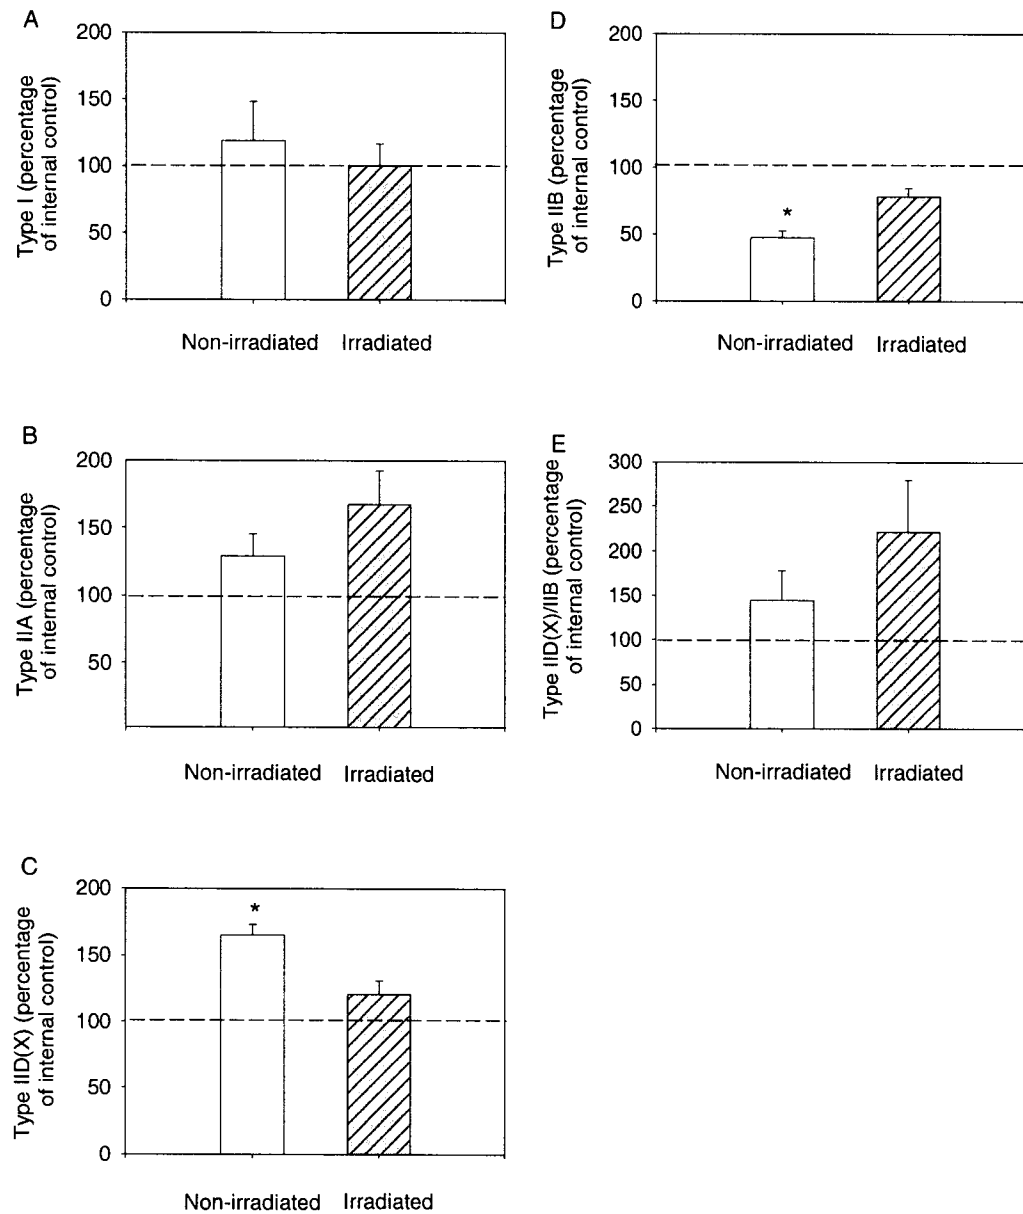 A
Type I (percentage
of internal control)
200
150
100
50
0
Non-irradiated Irradiated
B
Type IIA (percentage
of internal control)
200
150
100
50
Non-irradiated Irradiated
C
Type IID(X) (percentage
of internal control)
200
150
100
50
0
*
Non-irradiated Irradiated
D
Type IIB (percentage
of internal control)
200
150
100
50
0
*
Non-irradiated Irradiated
E
Type IID(X)/IIB (percentage
of internal control)
300
250
200
150
100
50
0
Non-irradiated Irradiated